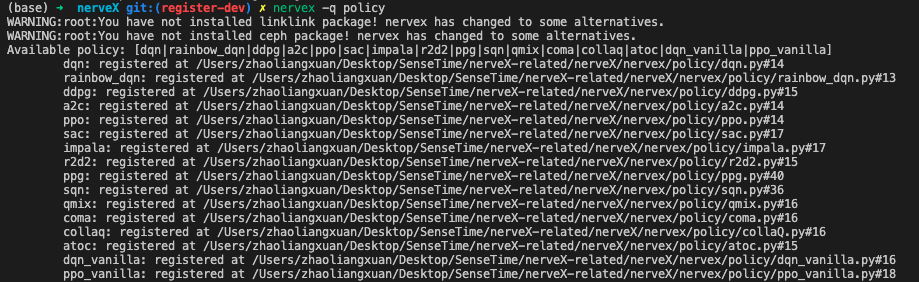 (base) ➜ nerveX git:(register-dev) ✗ nervex -q policy
WARNING:root:You have not installed linklink package! nervex has changed to some alternatives.
WARNING:root:You have not installed ceph package! nervex has changed to some alternatives.
Available policy: [dqn|rainbow_dqn|ddpg|a2c|ppo|sac|impala|r2d2|ppg|sqn|qmix|coma|collaq|atoc|dqn_vanilla|ppo_vanilla]
dqn: registered at /Users/zhaoliangxuan/Desktop/SenseTime/nerveX-related/nerveX/nervex/policy/dqn.py#14
rainbow_dqn: registered at /Users/zhaoliangxuan/Desktop/SenseTime/nerveX-related/nerveX/nervex/policy/rainbow_dqn.py#13
ddpg: registered at /Users/zhaoliangxuan/Desktop/SenseTime/nerveX-related/nerveX/nervex/policy/ddpg.py#15
a2c: registered at /Users/zhaoliangxuan/Desktop/SenseTime/nerveX-related/nerveX/nervex/policy/a2c.py#14
ppo: registered at /Users/zhaoliangxuan/Desktop/SenseTime/nerveX-related/nerveX/nervex/policy/ppo.py#14
sac: registered at /Users/zhaoliangxuan/Desktop/SenseTime/nerveX-related/nerveX/nervex/policy/sac.py#17
impala: registered at /Users/zhaoliangxuan/Desktop/SenseTime/nerveX-related/nerveX/nervex/policy/impala.py#17
r2d2: registered at /Users/zhaoliangxuan/Desktop/SenseTime/nerveX-related/nerveX/nervex/policy/r2d2.py#15
ppg: registered at /Users/zhaoliangxuan/Desktop/SenseTime/nerveX-related/nerveX/nervex/policy/ppg.py#40
sqn: registered at /Users/zhaoliangxuan/Desktop/SenseTime/nerveX-related/nerveX/nervex/policy/sqn.py#36
qmix: registered at /Users/zhaoliangxuan/Desktop/SenseTime/nerveX-related/nerveX/nervex/policy/qmix.py#16
coma: registered at /Users/zhaoliangxuan/Desktop/SenseTime/nerveX-related/nerveX/nervex/policy/coma.py#16
collaq: registered at /Users/zhaoliangxuan/Desktop/SenseTime/nerveX-related/nerveX/nervex/policy/collaQ.py#16
atoc: registered at /Users/zhaoliangxuan/Desktop/SenseTime/nerveX-related/nerveX/nervex/policy/atoc.py#15
dqn_vanilla: registered at /Users/zhaoliangxuan/Desktop/SenseTime/nerveX-related/nerveX/nervex/policy/dqn_vanilla.py#16
ppo_vanilla: registered at /Users/zhaoliangxuan/Desktop/SenseTime/nerveX-related/nerveX/nervex/policy/ppo_vanilla.py#18